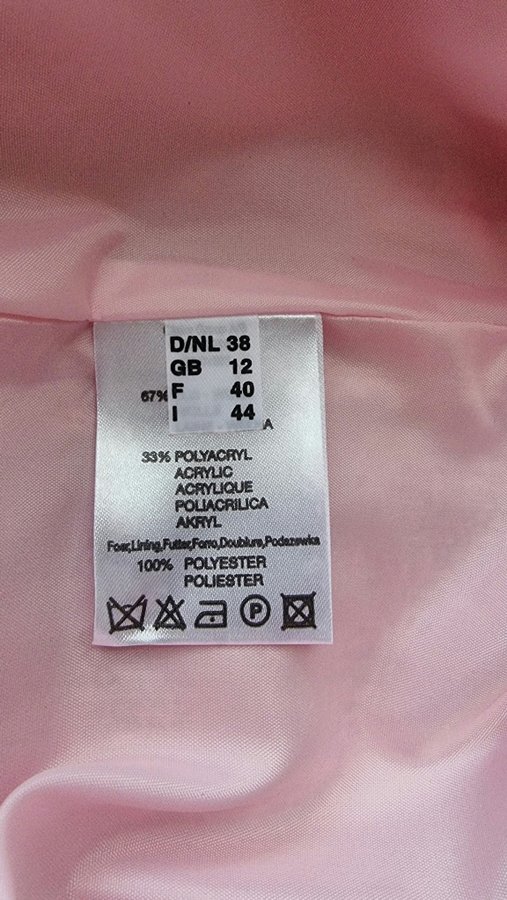 D/NL 38
GB 12
F 40
I 44
67%
A
33% POLYACRYL
ACRYLIC
ACRYLIQUE
POLIACRILICA
AKRYL
Foer,Lining,Futter,Forro,Doublure,Podszewka
100% POLYESTER
POLIESTER
P